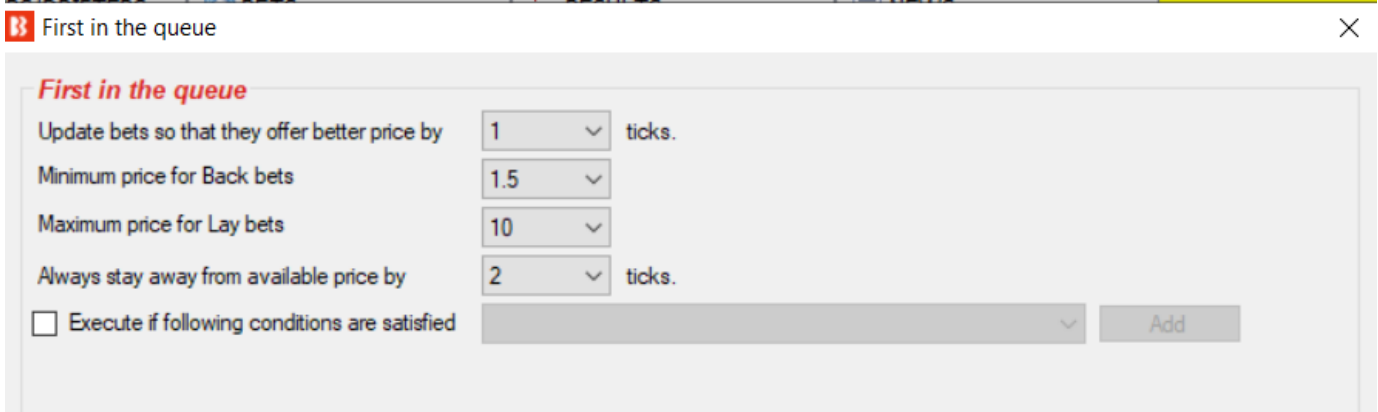 First in the queue
First in the queue
Update bets so that they offer better price by 1 ticks.
Minimum price for Back bets 1.5
Maximum price for Lay bets 10
Always stay away from available price by 2 ticks.
Execute if following conditions are satisfied Add